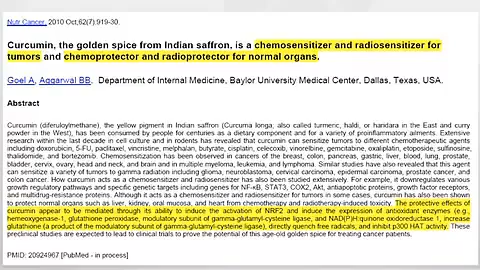 Nutr Cancer. 2010 Oct;62(7):919-30.
Curcumin, the golden spice from Indian saffron, is a chemosensitizer and radiosensitizer for
tumors and chemoprotector and radioprotector for normal organs.
Goel A, Aggarwal BB. Department of Internal Medicine, Baylor University Medical Center, Dallas, Texas, USA.
Abstract
Curcumin (diferuloylmethane), the yellow pigment in Indian saffron (Curcuma longa; also called turmeric, haldi, or haridara in the East and curry
powder in the West), has been consumed by people for centuries as a dietary component and for a variety of proinflammatory ailments. Extensive
research within the last decade in cell culture and in rodents has revealed that curcumin can sensitize tumors to different chemotherapeutic agents
including doxorubicin, 5-FU, paclitaxel, vincristine, melphalan, butyrate, cisplatin, celecoxib, vinorelbine, gemcitabine, oxaliplatin, etoposide, sulfinosine,
thalidomide, and bortezomib. Chemosensitization has been observed in cancers of the breast, colon, pancreas, gastric, liver, blood, lung, prostate,
bladder, cervix, ovary, head and neck, and brain and in multiple myeloma, leukemia, and lymphoma. Similar studies have also revealed that this agent
can sensitize a variety of tumors to gamma radiation including glioma, neuroblastoma, cervical carcinoma, epidermal carcinoma, prostate cancer, and
colon cancer. How curcumin acts as a chemosensitizer and radiosensitizer has also been studied extensively. For example, it downregulates various
growth regulatory pathways and specific genetic targets including genes for NF-κB, STAT3, COX2, Akt, antiapoptotic proteins, growth factor receptors,
and multidrug-resistance proteins. Although it acts as a chemosensitizer and radiosensitizer for tumors in some cases, curcumin has also been shown
to protect normal organs such as liver, kidney, oral mucosa, and heart from chemotherapy and radiotherapy-induced toxicity. The protective effects of
curcumin appear to be mediated through its ability to induce the activation of NRF2 and induce the expression of antioxidant enzymes (e.g.,
hemeoxygenase-1, glutathione peroxidase, modulatory subunit of gamma-glutamyl-cysteine ligase, and NAD(P)H:quinone oxidoreductase 1, increase
glutathione (a product of the modulatory subunit of gamma-glutamyl-cysteine ligase), directly quench free radicals, and inhibit p300 HAT activity. These
preclinical studies are expected to lead to clinical trials to prove the potential of this age-old golden spice for treating cancer patients.
PMID: 20924967 [PubMed - in process]